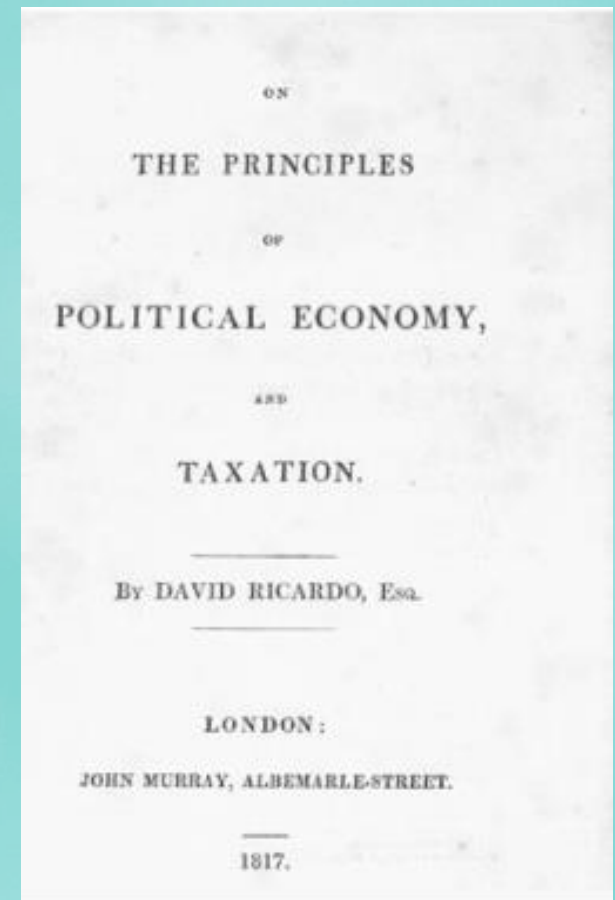 ON
THE PRINCIPLES
OF
POLITICAL ECONOMY,
AND
TAXATION.
By DAVID RICARDO, Esq.
LONDON:
JOHN MURRAY, ALBEMARLE-STREET.
1817.